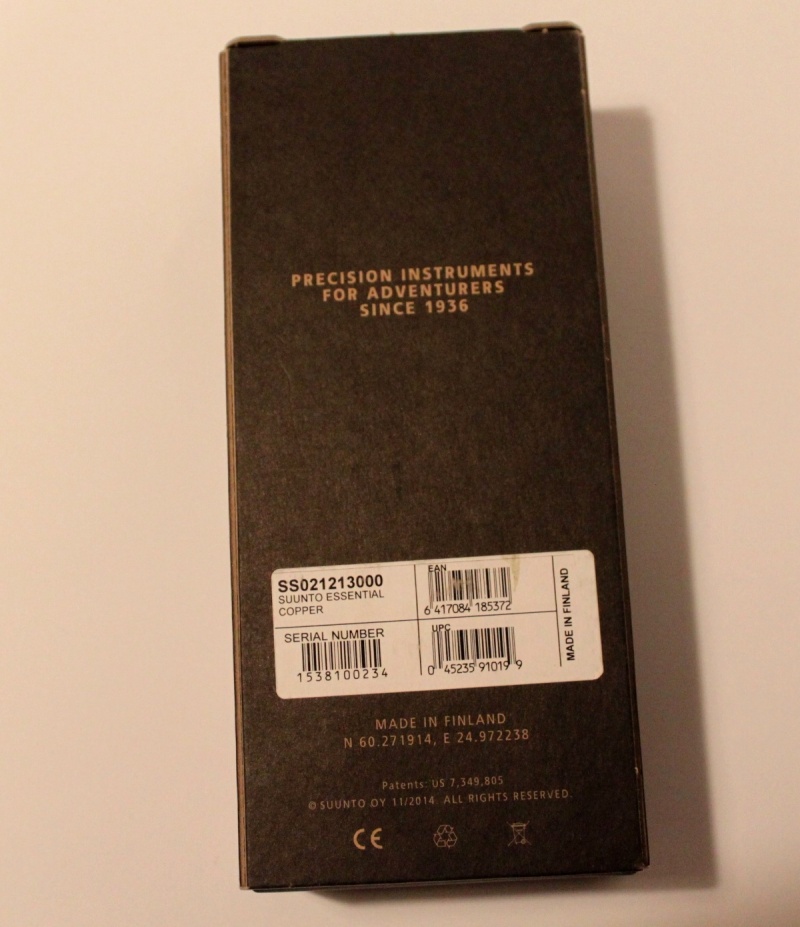 PRECISION INSTRUMENTS
FOR ADVENTURERS
SINCE 1936
SS021213000
SUUNTO ESSENTIAL
COPPER
SERIAL NUMBER
1538100234
EAN
6 417084 185372
UPC
0 45235 91019 9
MADE IN FINLAND
MADE IN FINLAND
N 60.271914, E 24.972238
Patents: US 7,349,805
© SUUNTO OY 11/2014 ALL RIGHTS RESERVED.
CE